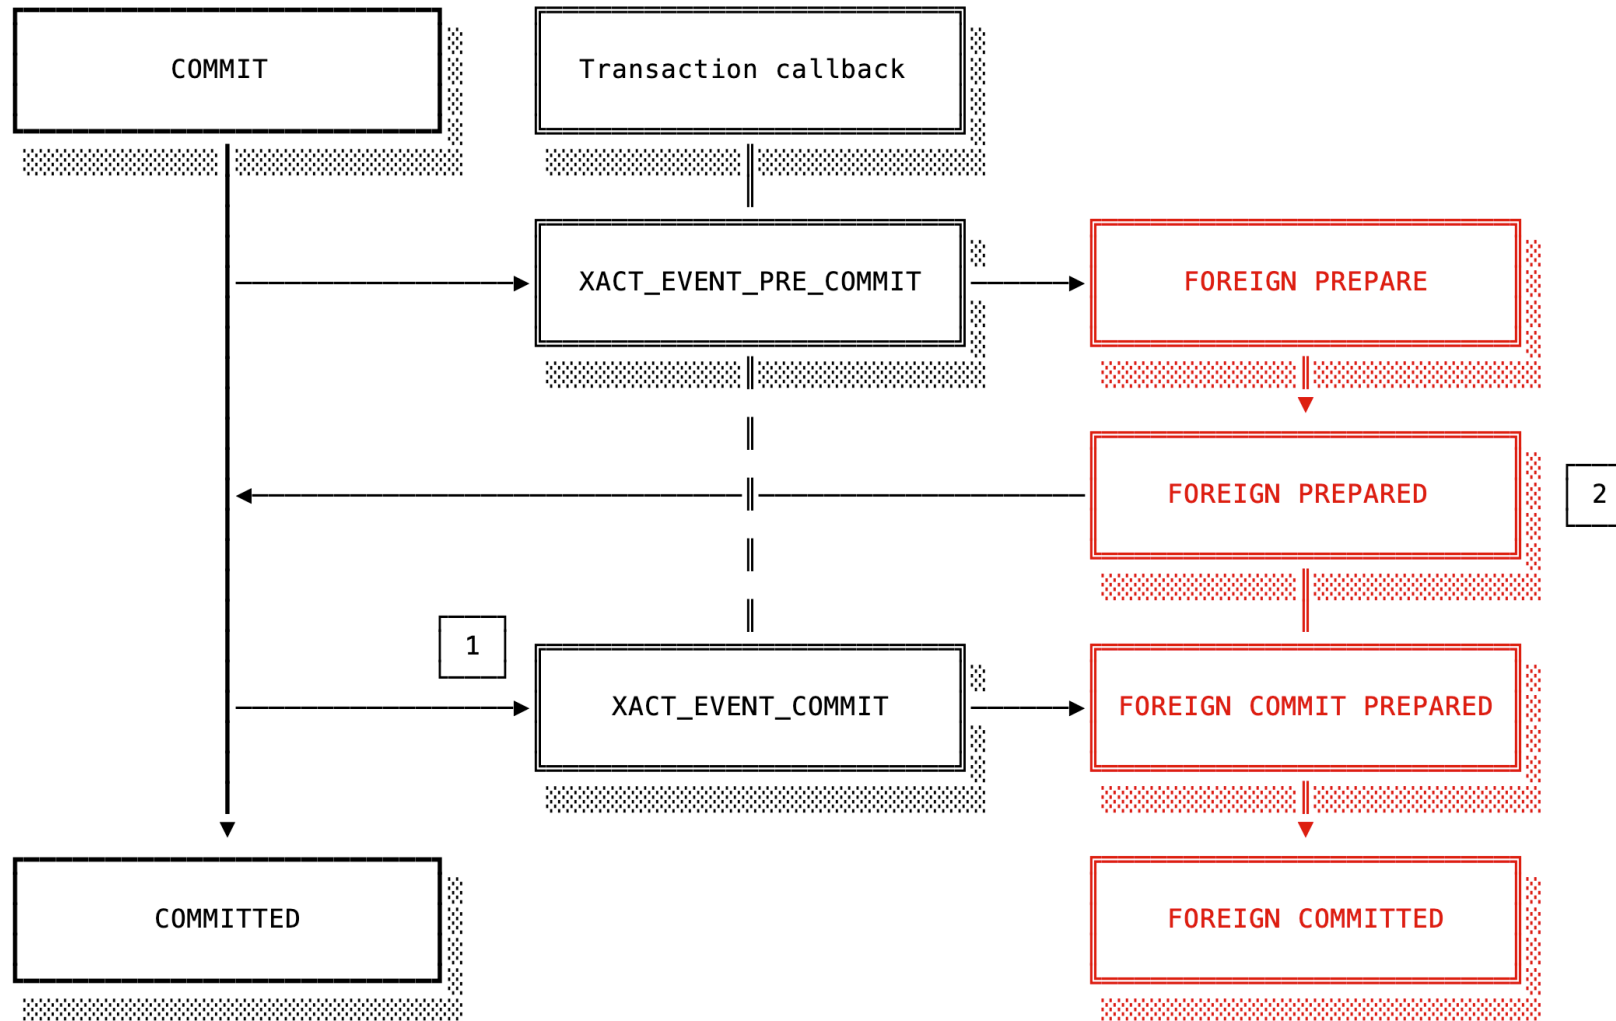 COMMIT
Transaction callback
XACT_EVENT_PRE_COMMIT
FOREIGN PREPARE
FOREIGN PREPARED
2
1
XACT_EVENT_COMMIT
FOREIGN COMMIT PREPARED
COMMITTED
FOREIGN COMMITTED